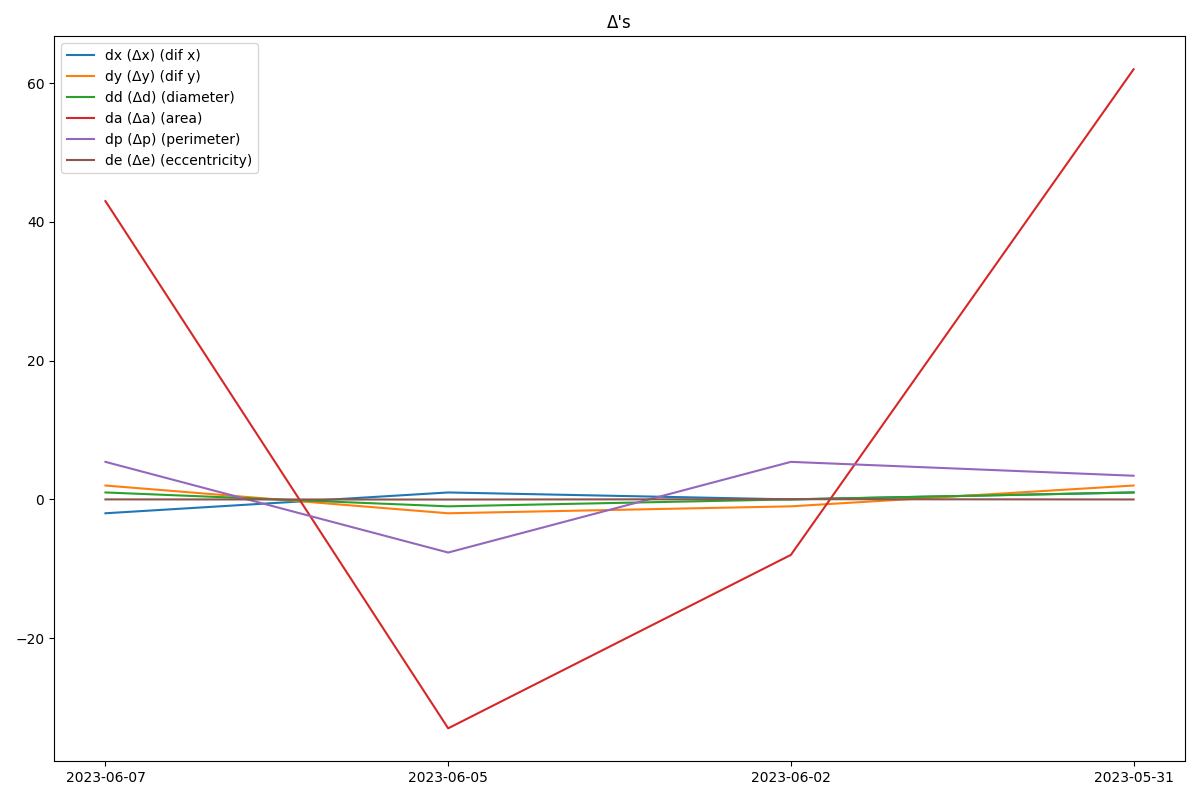 Δ's
dx (Δx) (dif x)
dy (Δy) (dif y)
dd (Δd) (diameter)
da (Δa) (area)
dp (Δp) (perimeter)
de (Δe) (eccentricity)
60
40
20
0
−20
2023-06-07 2023-06-05 2023-06-02 2023-05-31